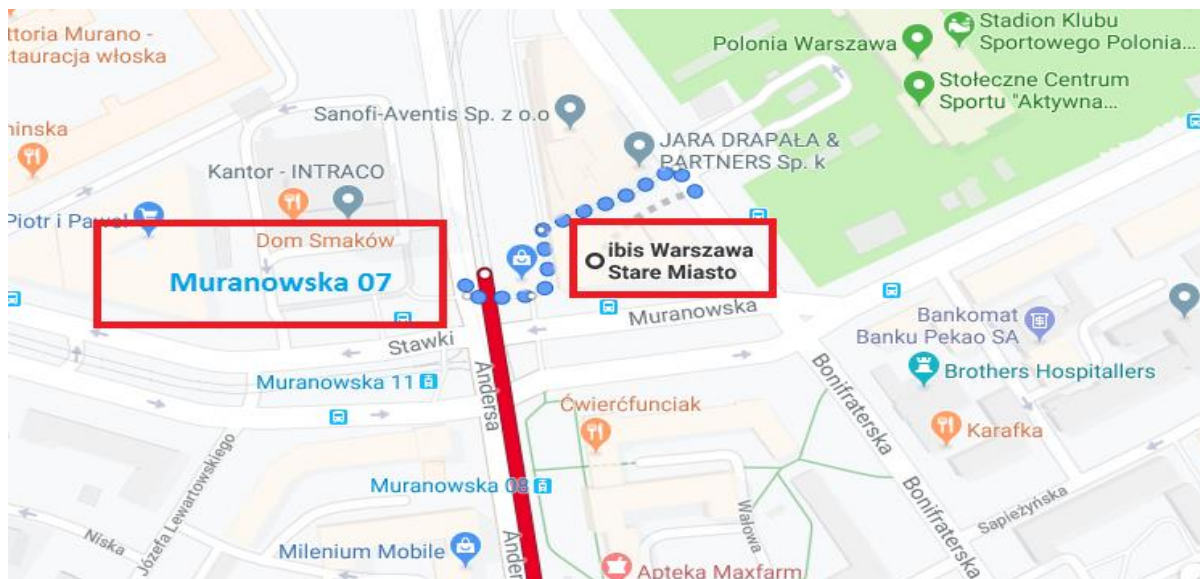 ttoria Murano -
stauracja włoska
Polonia Warszawa
Stadion Klubu
Sportowego Polonia...
Stołeczne Centrum
Sportu "Aktywna...
Sanofi-Aventis Sp. z o.o
JARA DRAPAŁA &
PARTNERS Sp. k
ninska
Kantor - INTRACO
Piotr i Paweł
Dom Smaków
Muranowska 07
ibis Warszawa
Stare Miasto
Muranowska
Stawki
Bankomat
Banku Pekao SA
Muranowska 11
Andersa
Brothers Hospitallers
Ćwierćfunciak
Bonifraterska
Karafka
Józefa Lewartowskiego
Muranowska 08
Niska
Milenium Mobile
Ander
Wałowa
Bonifraterska
Sapieżyńska
Apteka Maxfarm